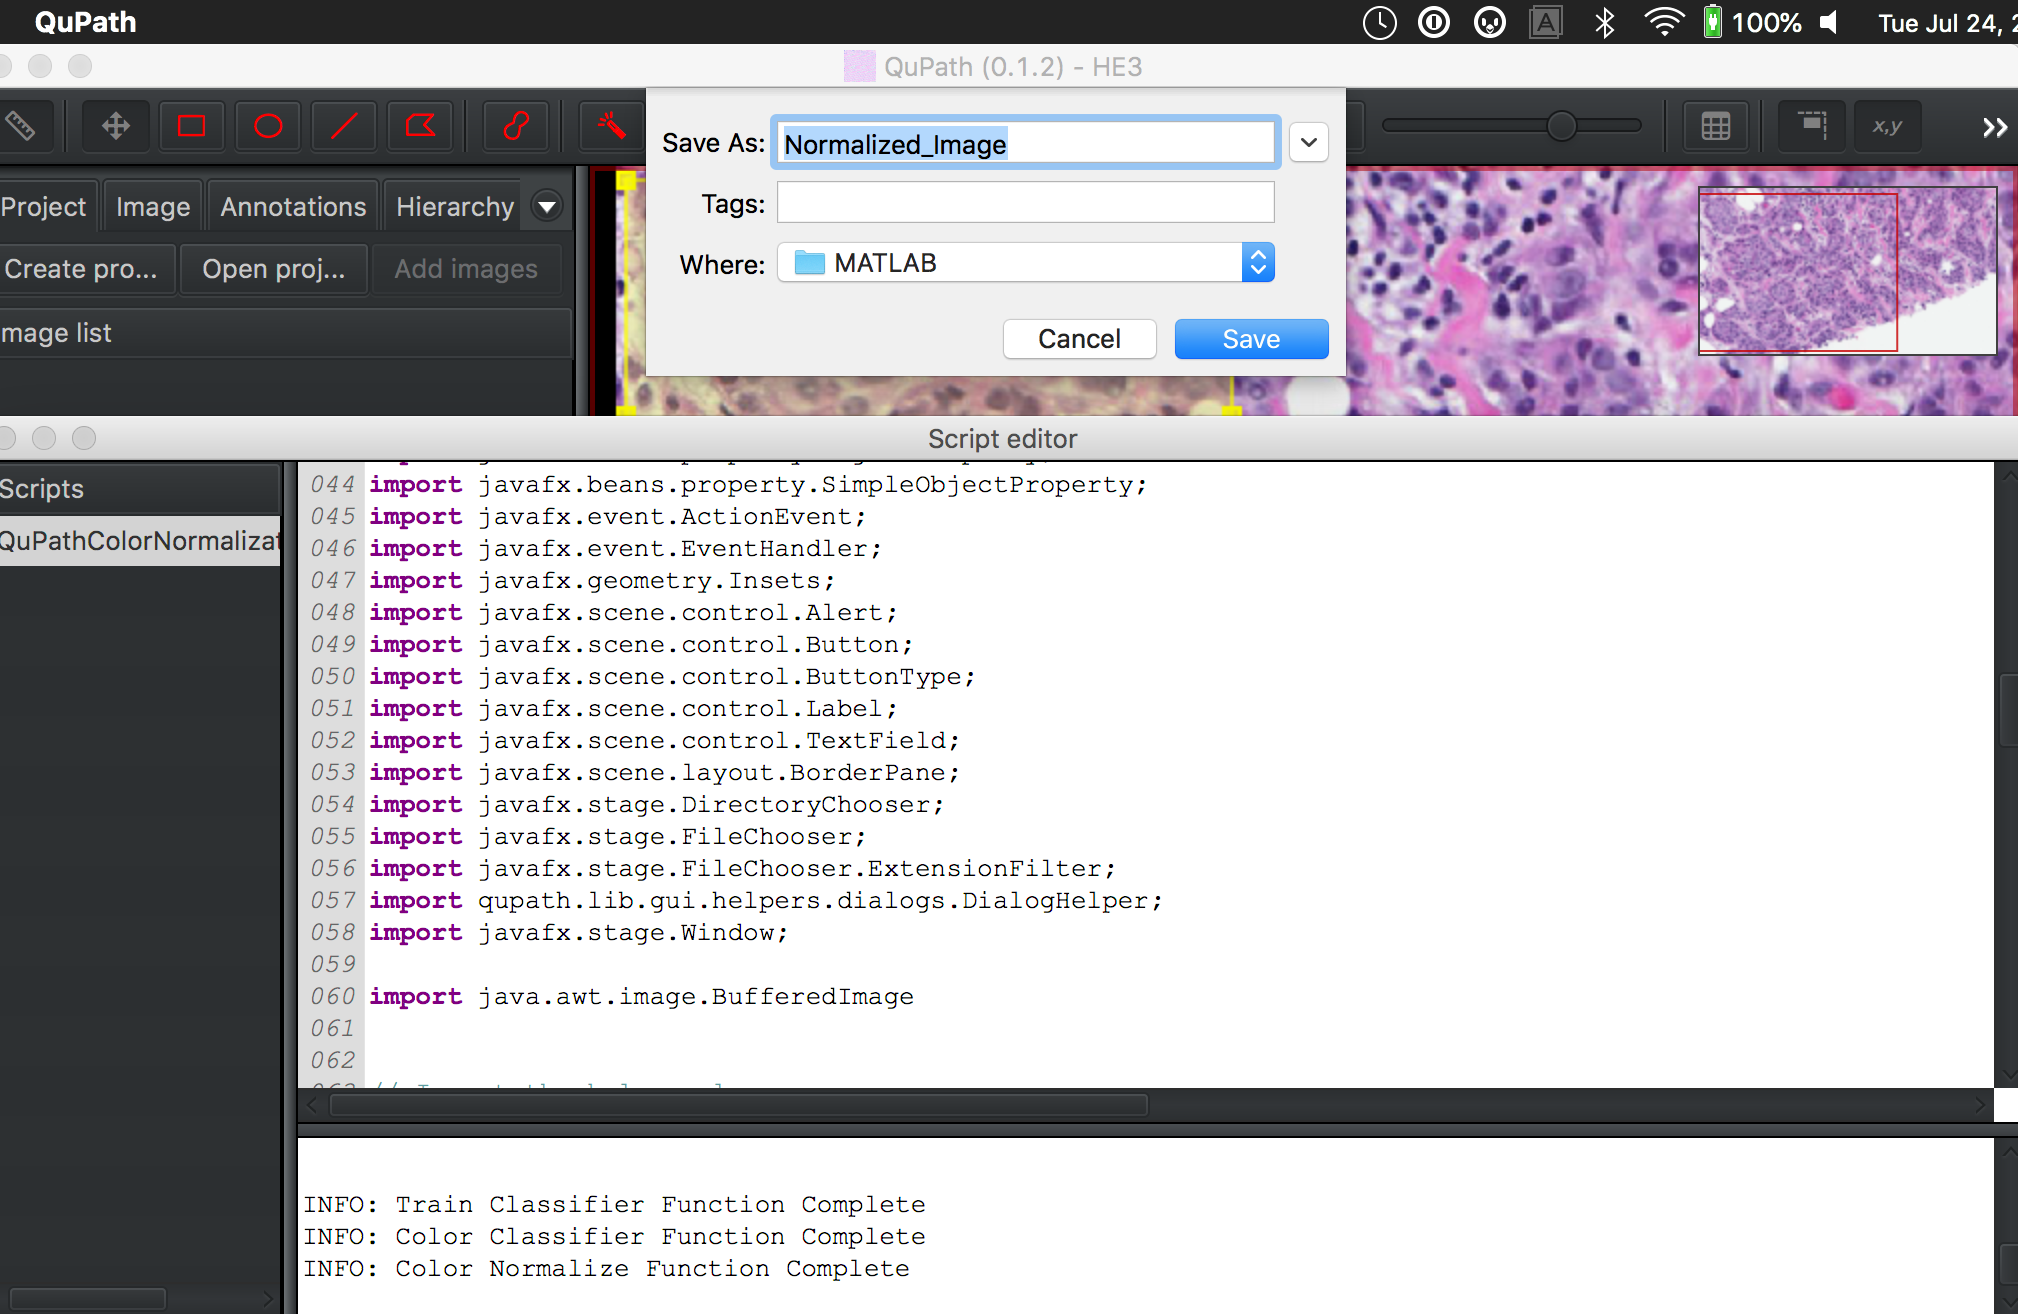 QuPath
100%
Tue Jul 24,
QuPath (0.1.2) - HE3
x,y
Save As: Normalized_Image
Tags:
Where: MATLAB
Cancel Save
Project Image Annotations Hierarchy
Create pro... Open proj... Add images
mage list
Script editor
Scripts
QuPathColorNormalizat
044 import javafx.beans.property.SimpleObjectProperty;
045 import javafx.event.ActionEvent;
046 import javafx.event.EventHandler;
047 import javafx.geometry.Insets;
048 import javafx.scene.control.Alert;
049 import javafx.scene.control.Button;
050 import javafx.scene.control.ButtonType;
051 import javafx.scene.control.Label;
052 import javafx.scene.control.TextField;
053 import javafx.scene.layout.BorderPane;
054 import javafx.stage.DirectoryChooser;
055 import javafx.stage.FileChooser;
056 import javafx.stage.FileChooser.ExtensionFilter;
057 import qupath.lib.gui.helpers.dialogs.DialogHelper;
058 import javafx.stage.Window;
059
060 import java.awt.image.BufferedImage
061
062
INFO: Train Classifier Function Complete
INFO: Color Classifier Function Complete
INFO: Color Normalize Function Complete